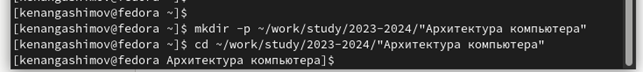 [kenangashimov@fedora ~]$
[kenangashimov@fedora ~]$ mkdir -p ~/work/study/2023-2024/"Архитектура компьютера"
[kenangashimov@fedora ~]$ cd ~/work/study/2023-2024/"Архитектура компьютера"
[kenangashimov@fedora Архитектура компьютера]$